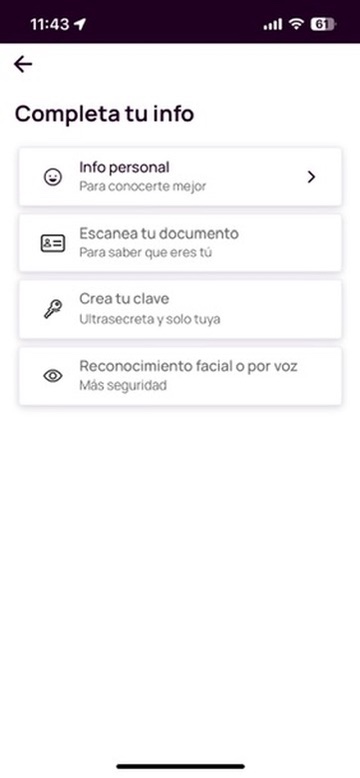 11:43
61
Completa tu info
Info personal
Para conocerte mejor
Escanea tu documento
Para saber que eres tú
Crea tu clave
Ultrasecreta y solo tuya
Reconocimiento facial o por voz
Más seguridad